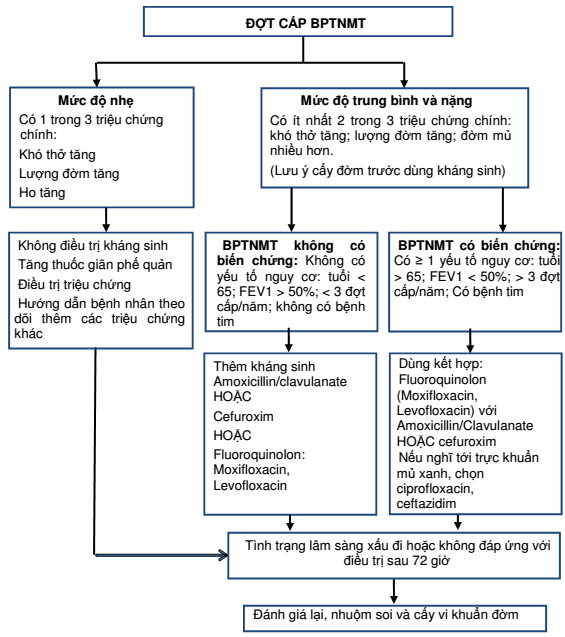 ĐỢT CẤP BPTNMT
Mức độ nhẹ
Có 1 trong 3 triệu chứng
chính:
Khó thở tăng
Lượng đờm tăng
Ho tăng
Mức độ trung bình và nặng
Có ít nhất 2 trong 3 triệu chứng chính:
khó thở tăng; lượng đờm tăng; đờm mủ
nhiều hơn.
(Lưu ý cấy đờm trước dùng kháng sinh)
Không điều trị kháng sinh
Tăng thuốc giãn phế quản
Điều trị triệu chứng
Hướng dẫn bệnh nhân theo
dõi thêm các triệu chứng
khác
BPTNMT không có
biến chứng: Không có
yếu tố nguy cơ: tuổi <
65; FEV1 > 50%; < 3 đợt
cấp/năm; không có bệnh
tim
BPTNMT có biến chứng:
Có ≥ 1 yếu tố nguy cơ: tuổi
> 65; FEV1 < 50%; > 3 đợt
cấp/năm; Có bệnh tim
Thêm kháng sinh
Amoxicillin/clavulanate
HOẶC
Cefuroxim
HOẶC
Fluoroquinolon:
Moxifloxacin,
Levofloxacin
Dùng kết hợp:
Fluoroquinolon
(Moxifloxacin,
Levofloxacin) với
Amoxicillin/Clavulanate
HOẶC cefuroxim
Nếu nghĩ tới trực khuẩn
mủ xanh, chọn
ciprofloxacin,
ceftazidim
Tình trạng lâm sàng xấu đi hoặc không đáp ứng với
điều trị sau 72 giờ
Đánh giá lại, nhuộm soi và cấy vi khuẩn đờm